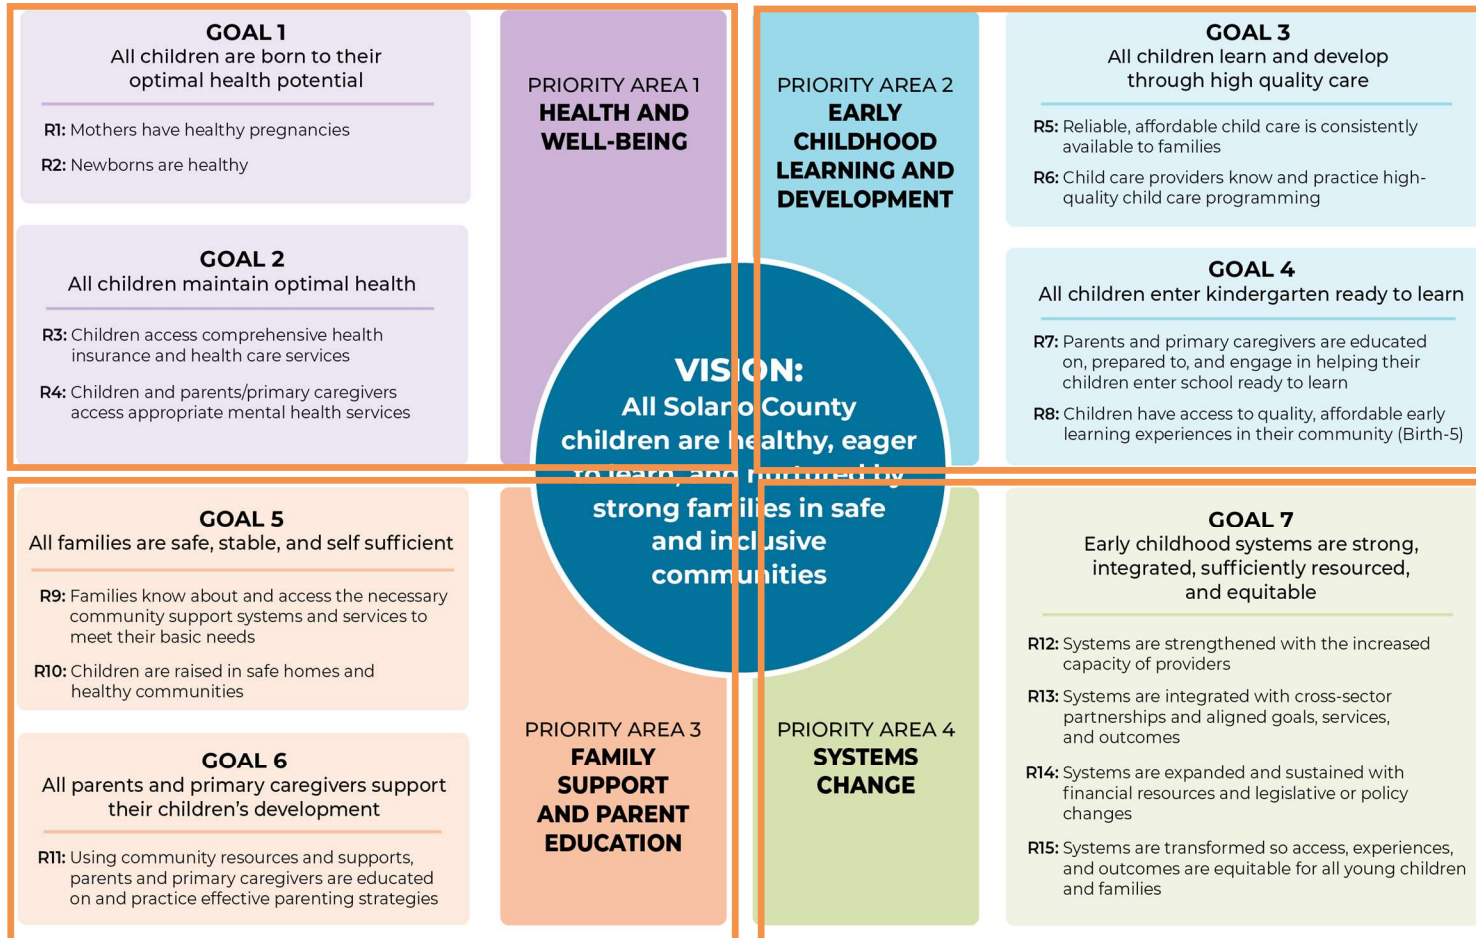 GOAL 1
All children are born to their
optimal health potential
R1: Mothers have healthy pregnancies
R2: Newborns are healthy
GOAL 2
All children maintain optimal health
R3: Children access comprehensive health
insurance and health care services
R4: Children and parents/primary caregivers
access appropriate mental health services
PRIORITY AREA 1
HEALTH AND
WELL-BEING
PRIORITY AREA 2
EARLY
CHILDHOOD
LEARNING AND
DEVELOPMENT
GOAL 3
All children learn and develop
through high quality care
R5: Reliable, affordable child care is consistently
available to families
R6: Child care providers know and practice high-
quality child care programming
GOAL 4
All children enter kindergarten ready to learn
R7: Parents and primary caregivers are educated
on, prepared to, and engage in helping their
children enter school ready to learn
R8: Children have access to quality, affordable early
learning experiences in their community (Birth-5)
VISION:
All Solano County
children are healthy, eager
to learn, and nurtured by
strong families in safe
and inclusive
communities
GOAL 5
All families are safe, stable, and self sufficient
R9: Families know about and access the necessary
community support systems and services to
meet their basic needs
R10: Children are raised in safe homes and
healthy communities
GOAL 6
All parents and primary caregivers support
their children's development
R11: Using community resources and supports,
parents and primary caregivers are educated
on and practice effective parenting strategies
PRIORITY AREA 3
FAMILY
SUPPORT
AND PARENT
EDUCATION
PRIORITY AREA 4
SYSTEMS
CHANGE
GOAL 7
Early childhood systems are strong,
integrated, sufficiently resourced,
and equitable
R12: Systems are strengthened with the increased
capacity of providers
R13: Systems are integrated with cross-sector
partnerships and aligned goals, services,
and outcomes
R14: Systems are expanded and sustained with
financial resources and legislative or policy
changes
R15: Systems are transformed so access, experiences,
and outcomes are equitable for all young children
and families